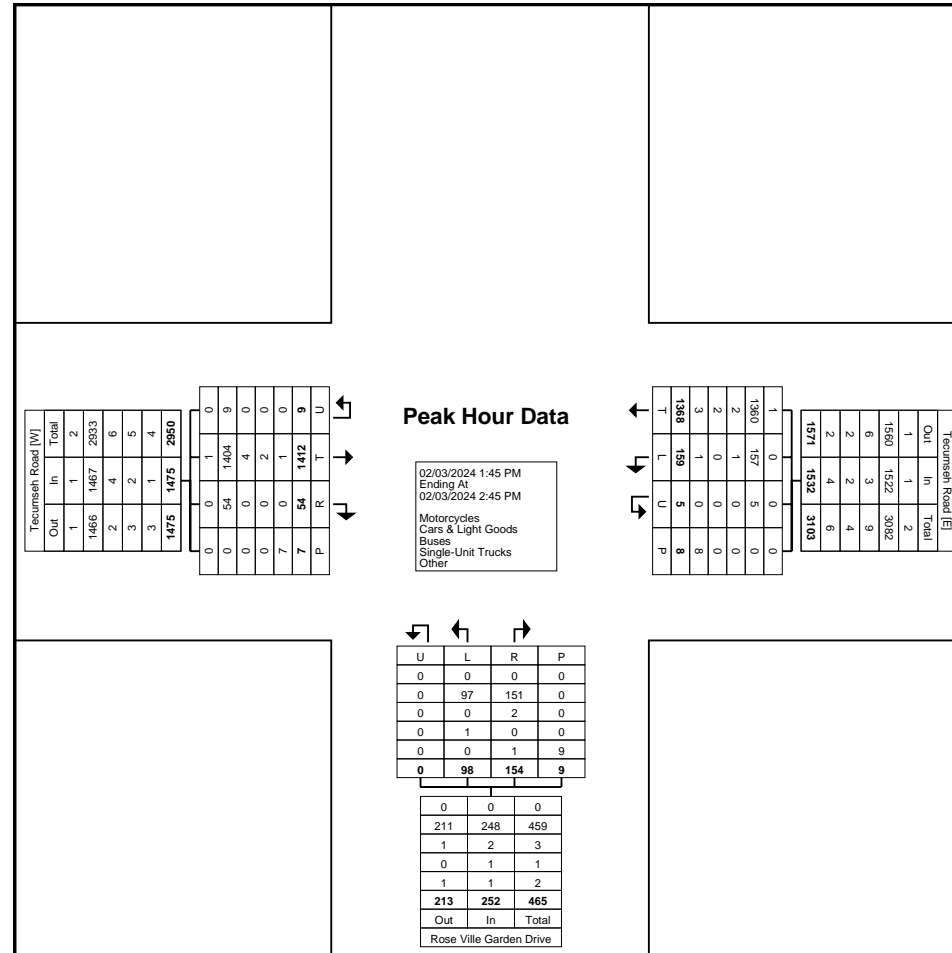 Peak Hour Data
02/03/2024 1:45 PM
Ending At
02/03/2024 2:45 PM
Motorcycles
Cars & Light Goods
Buses
Single-Unit Trucks
Other
Tecumseh Road [W]
Out In Total
1 1 2
1466 1467 2933
2 4 6
3 2 5
3 1 4
1475 1475 2950
0 0 1 0
0 54 1404 9
0 0 4 0
0 0 2 0
7 0 1 0
7 54 1412 9
P R T U
Tecumseh Road [E]
Out In Total
1 1 2
1560 1522 3082
6 3 9
2 2 4
2 4 6
1571 1532 3103
1 0 0 0
1360 157 5 0
2 1 0 0
2 0 0 0
3 1 0 8
1368 159 5 8
T L U P
U L R P
0 0 0 0
0 97 151 0
0 0 2 0
0 1 0 0
0 0 1 9
0 98 154 9
0 0 0
211 248 459
1 2 3
0 1 1
1 1 2
213 252 465
Out In Total
Rose Ville Garden Drive